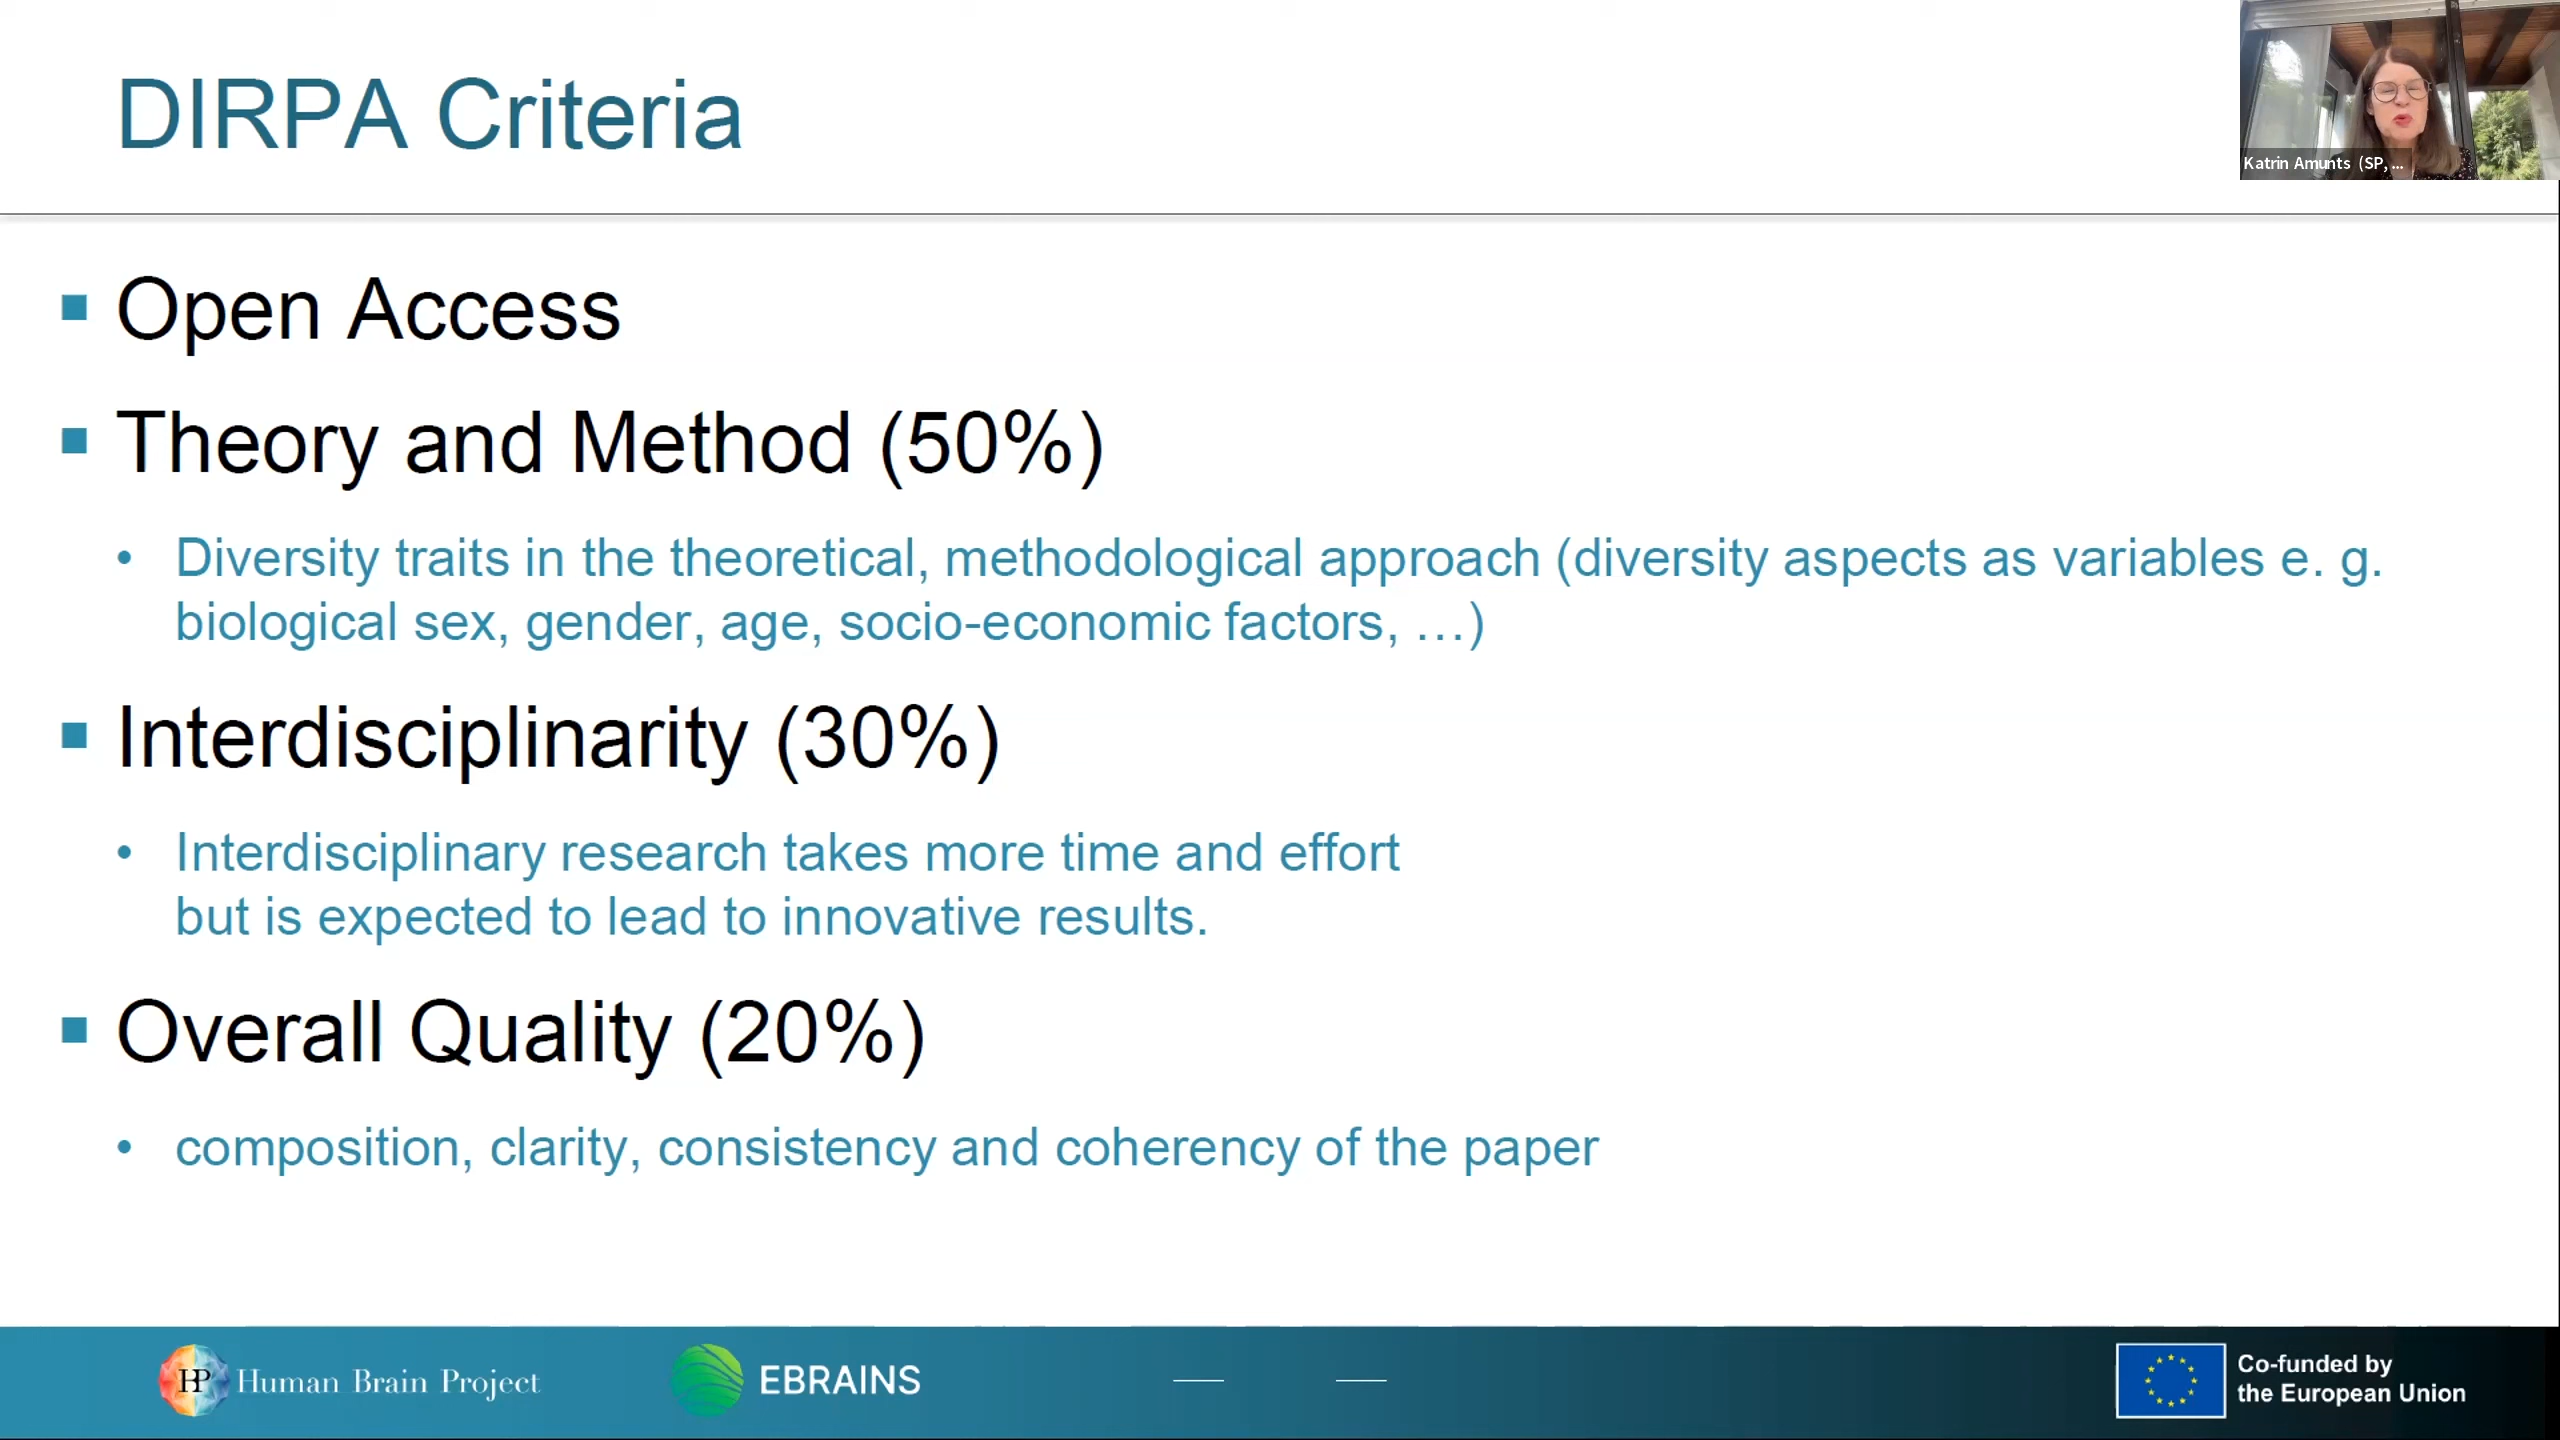 DIRPA Criteria
Katrin Amunts (SP, ...
Open Access
Theory and Method (50%)
Diversity traits in the theoretical, methodological approach (diversity aspects as variables e. g.
biological sex, gender, age, socio-economic factors, …)
Interdisciplinarity (30%)
Interdisciplinary research takes more time and effort
but is expected to lead to innovative results.
Overall Quality (20%)
composition, clarity, consistency and coherency of the paper
HP Human Brain Project
EBRAINS
Co-funded by
the European Union